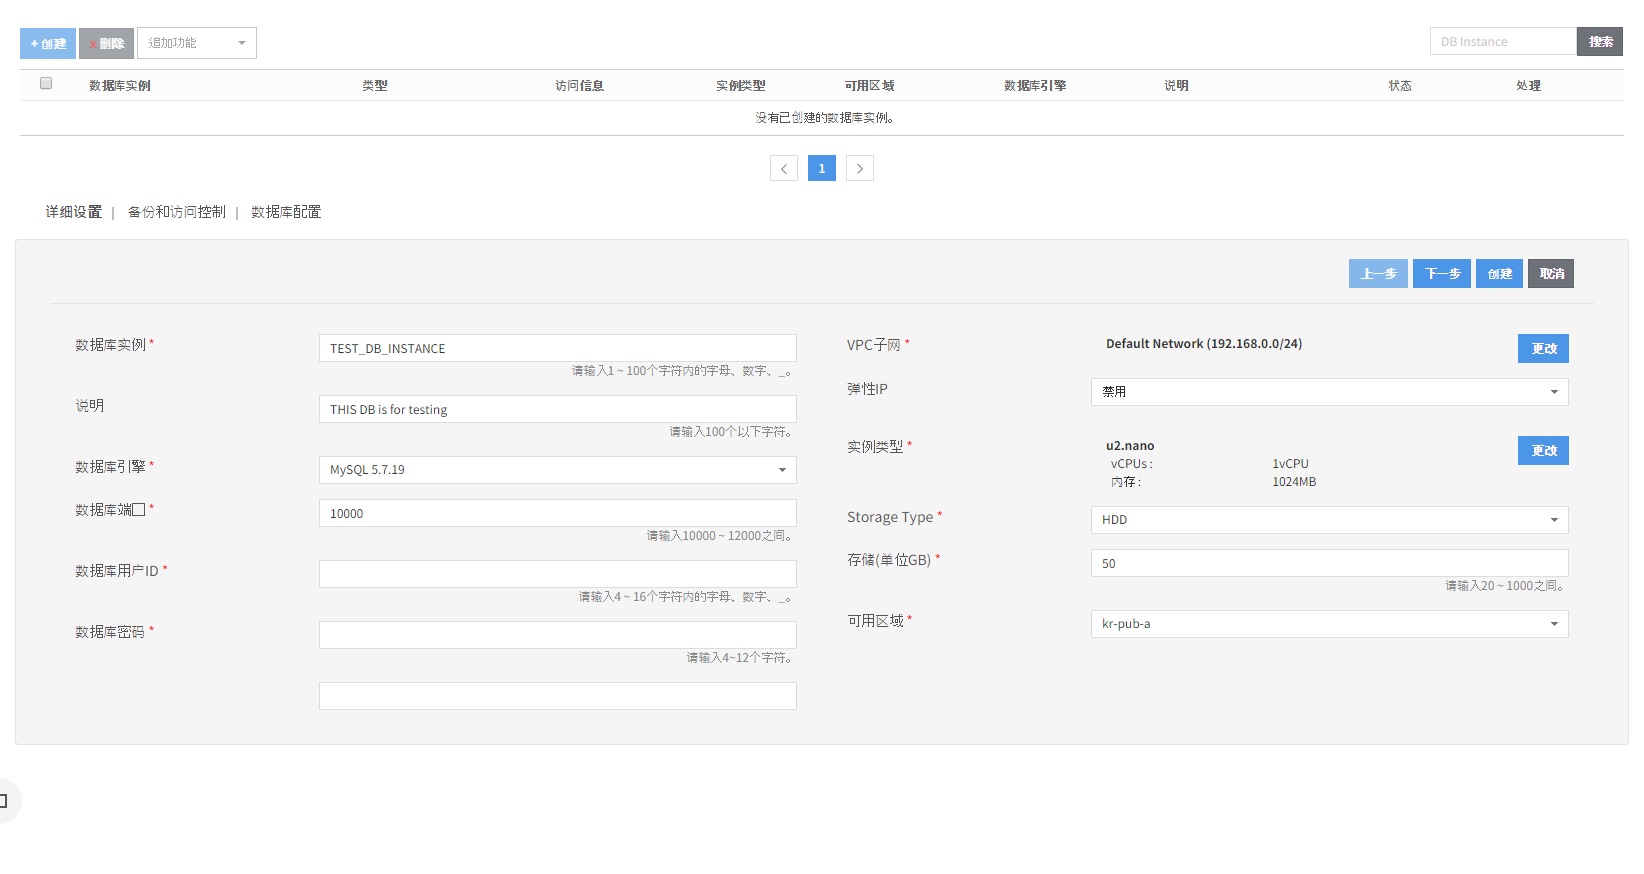 + 创建 x 删除 追加功能 DB Instance 搜索
数据库实例 类型 访问信息 实例类型 可用区域 数据库引擎 说明 状态 处理
没有已创建的数据库实例。
< 1 >
详细设置 | 备份和访问控制 | 数据库配置
上一步 下一步 创建 取消
数据库实例 * TEST_DB_INSTANCE
请输入1 ~ 100个字符内的字母、数字、_。
说明 THIS DB is for testing
请输入100个以下字符。
数据库引擎 * MySQL 5.7.19
数据库端口 * 10000
请输入10000 ~ 12000之间。
数据库用户ID *
请输入4 ~ 16个字符内的字母、数字、_。
数据库密码 *
请输入4~12个字符。
VPC子网 * Default Network (192.168.0.0/24) 更改
弹性IP 禁用
实例类型 * u2.nano 更改
vCPUs : 1vCPU
内存 : 1024MB
Storage Type * HDD
存储(单位GB) * 50
请输入20 ~ 1000之间。
可用区域 * kr-pub-a